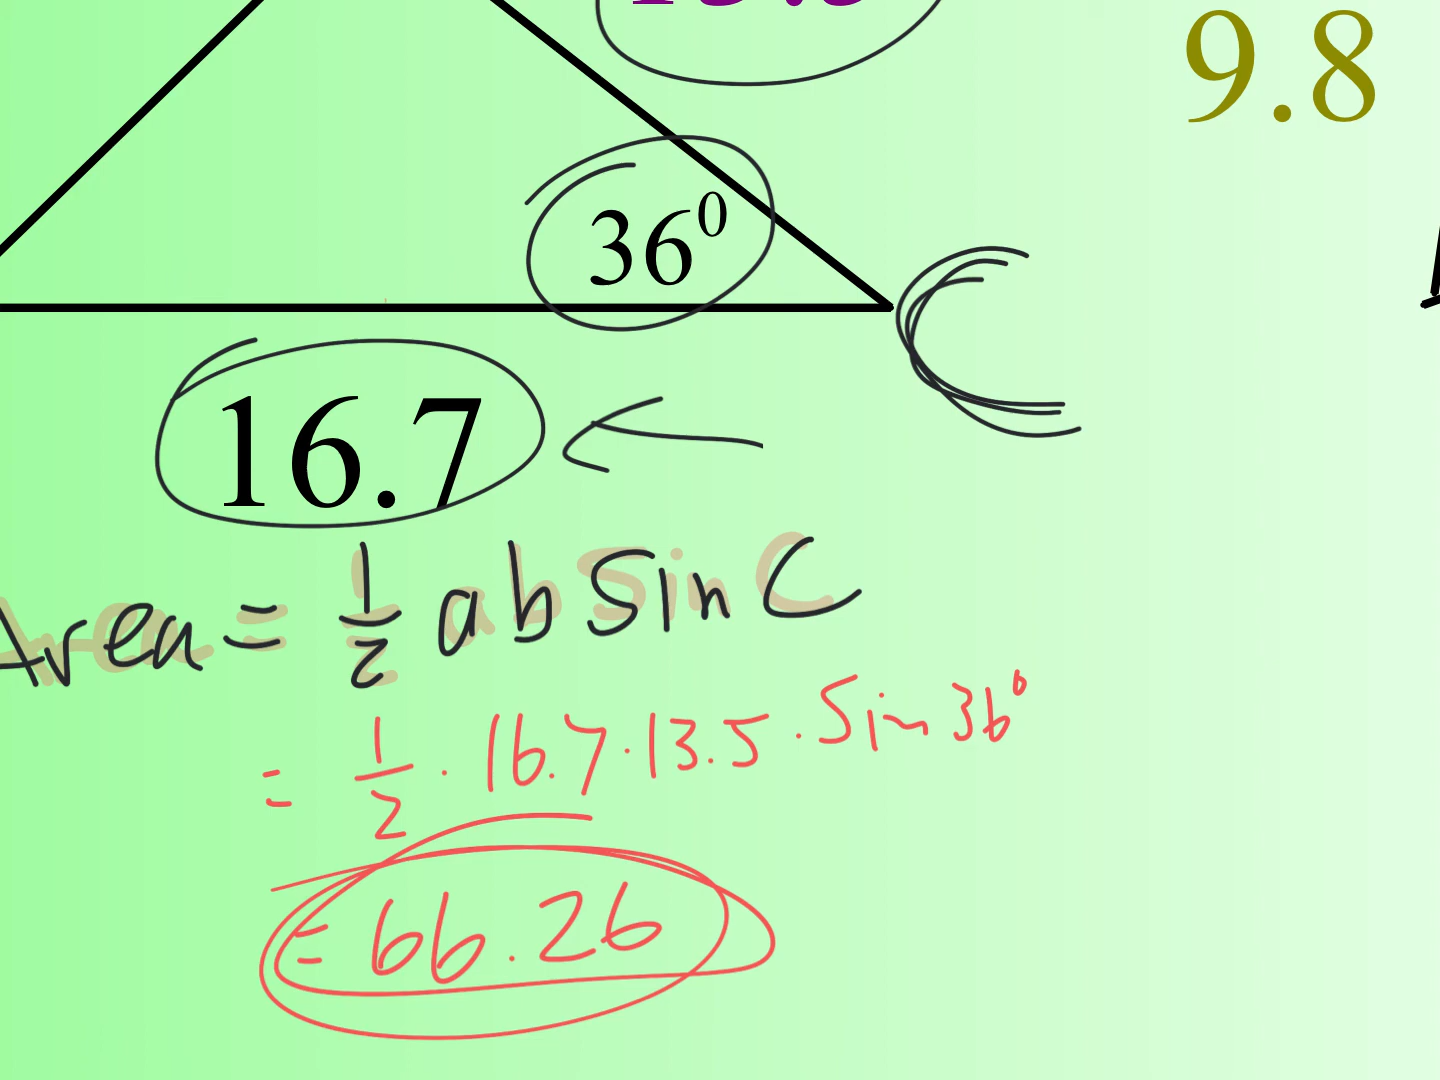 9.8
36⁰
C
16.7
Area = 1/2 ab Sin C
= 1/2 · 16.7 · 13.5 · Sin 36°
= 66.26